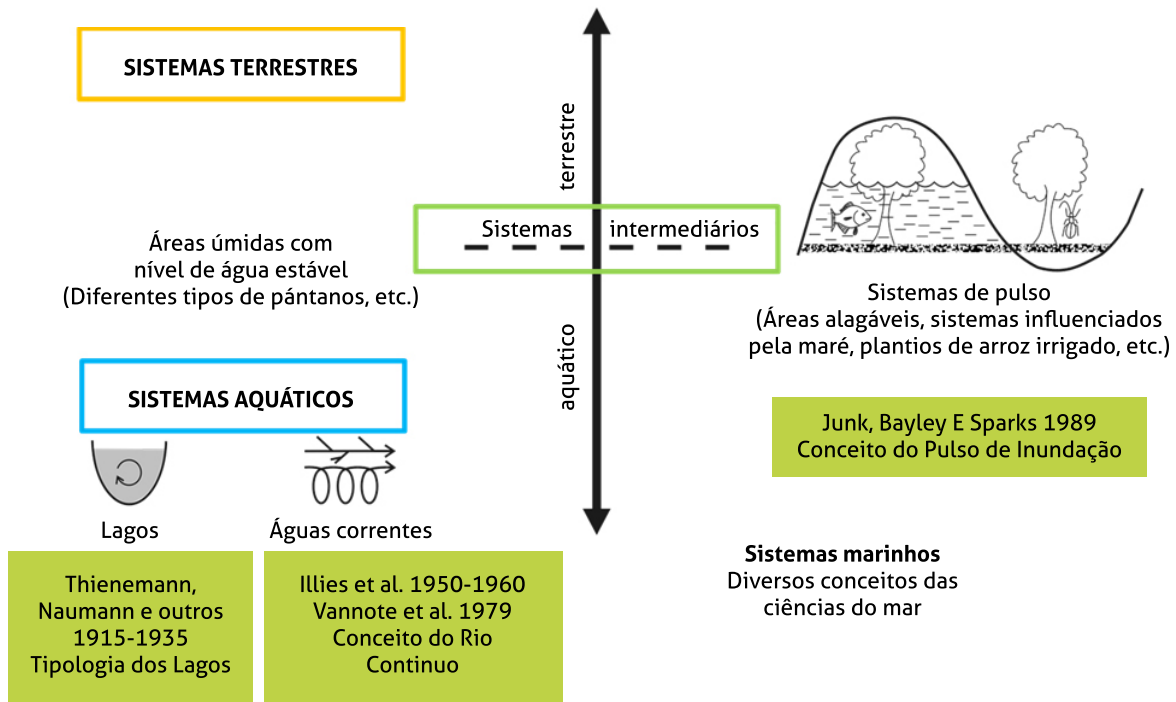 SISTEMAS TERRESTRES
terrestre
Sistemas intermediários
Áreas úmidas com
nível de água estável
(Diferentes tipos de pántanos, etc.)
Sistemas de pulso
(Áreas alagáveis, sistemas influenciados
pela maré, plantios de arroz irrigado, etc.)
aquático
SISTEMAS AQUÁTICOS
Junk, Bayley E Sparks 1989
Conceito do Pulso de Inundação
Lagos
Águas correntes
Thienemann,
Naumann e outros
1915-1935
Tipologia dos Lagos
Illies et al. 1950-1960
Vannote et al. 1979
Conceito do Rio
Continuo
Sistemas marinhos
Diversos conceitos das
ciências do mar